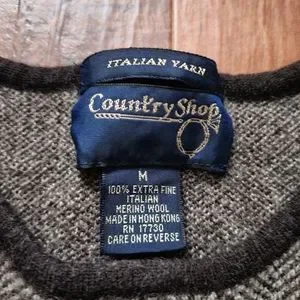 ITALIAN YARN
Country Shop
M
100% EXTRA FINE
ITALIAN
MERINO WOOL
MADE IN HONG KONG
RN 17730
CARE ON REVERSE